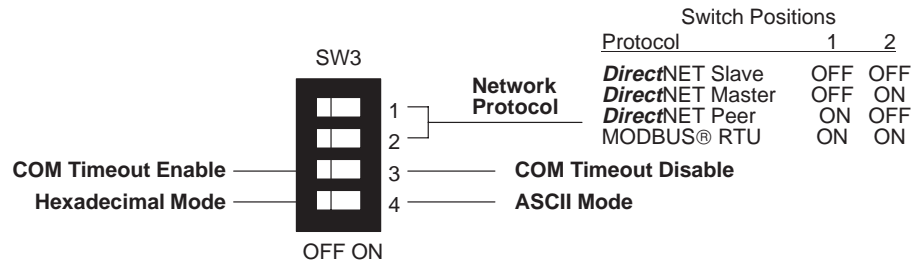 Switch Positions
Protocol 1 2
DirectNET Slave OFF OFF
DirectNET Master OFF ON
DirectNET Peer ON OFF
MODBUS® RTU ON ON
SW3
Network
Protocol
1
2
COM Timeout Enable 3 COM Timeout Disable
Hexadecimal Mode 4 ASCII Mode
OFF ON